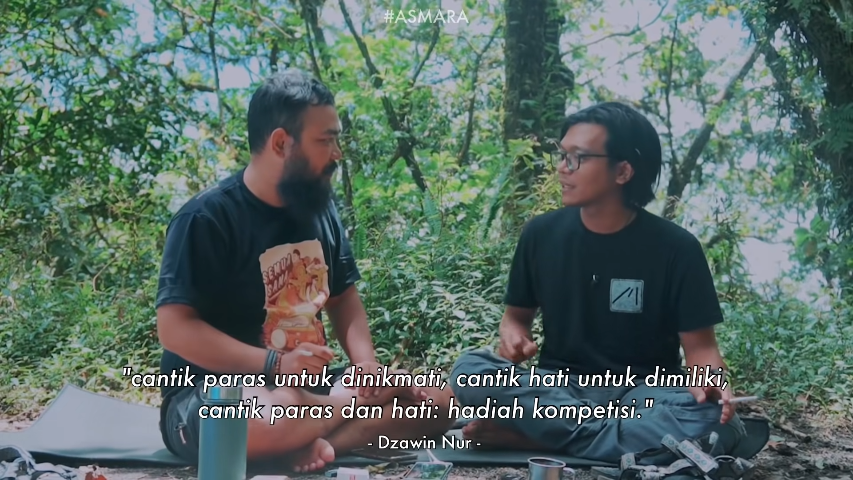 #ASMARA
"cantik paras untuk dinikmati, cantik hati untuk dimiliki,
cantik paras dan hati: hadiah kompetisi."
- Dzawin Nur -